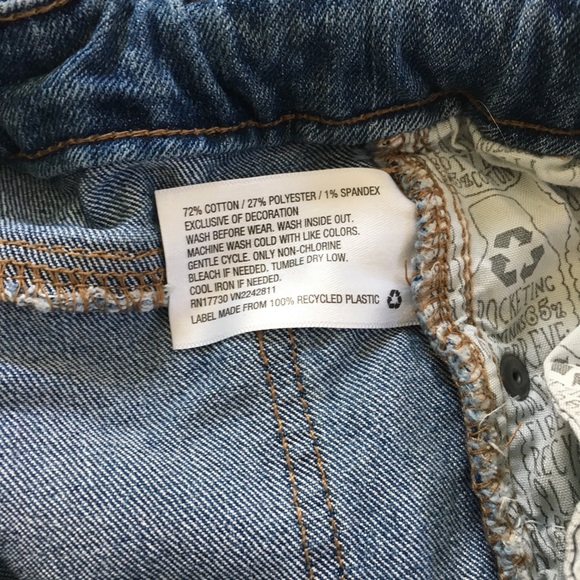 72% COTTON / 27% POLYESTER / 1% SPANDEX
EXCLUSIVE OF DECORATION
WASH BEFORE WEAR. WASH INSIDE OUT.
MACHINE WASH COLD WITH LIKE COLORS.
GENTLE CYCLE. ONLY NON-CHLORINE
BLEACH IF NEEDED. TUMBLE DRY LOW.
COOL IRON IF NEEDED.
RN17730 VN2242811
LABEL MADE FROM 100% RECYCLED PLASTIC
POCKETING
35%